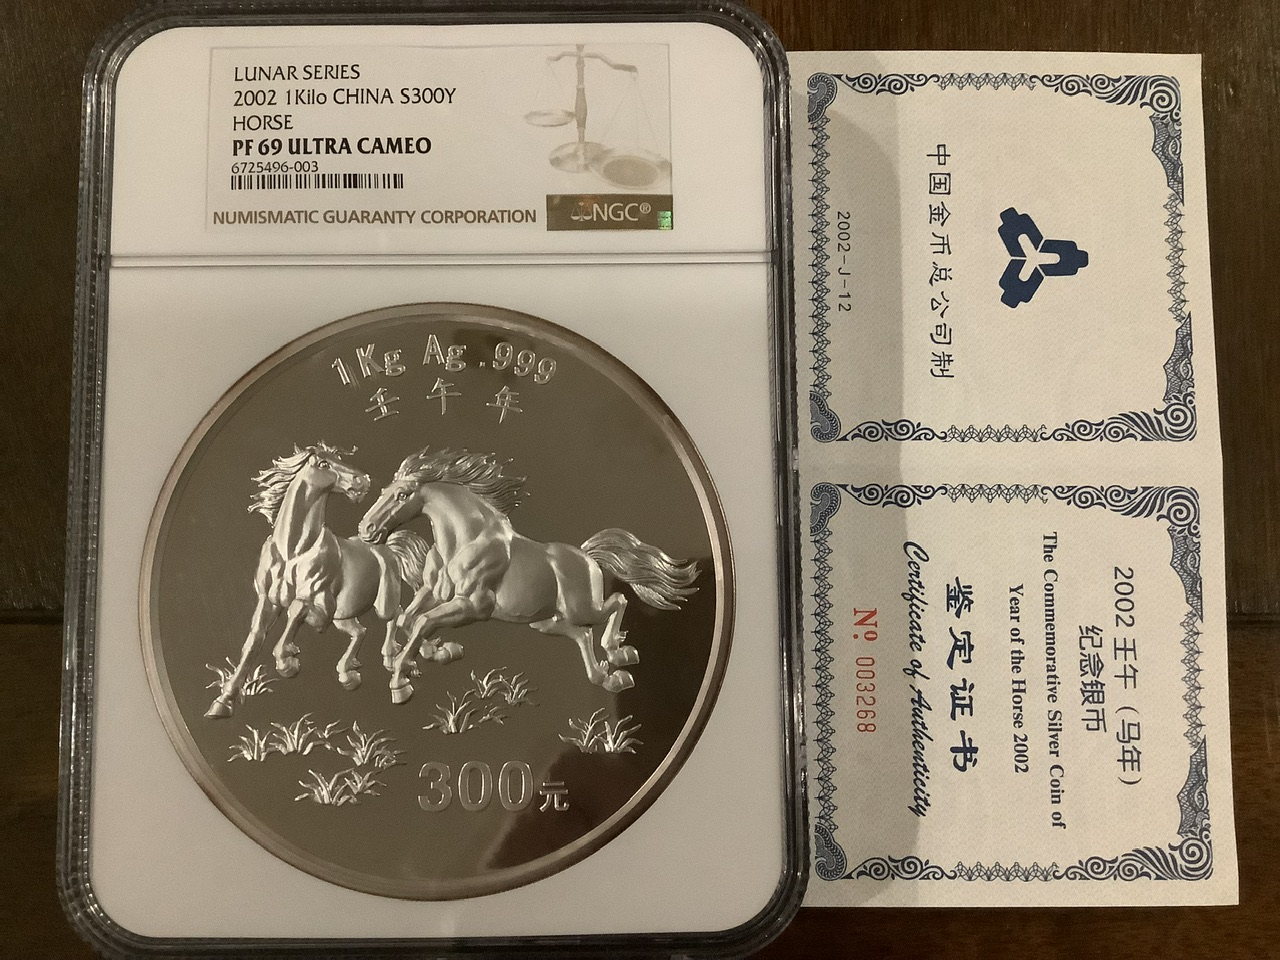 LUNAR SERIES
2002 1Kilo CHINA S300Y
HORSE
PF 69 ULTRA CAMEO
6725496-003
NUMISMATIC GUARANTY CORPORATION
NGC®
1Kg Ag .999
壬午年
300元
中国金币总公司制
2002-J-12
2002 壬午（马年）
纪念银币
The Commemorative Silver Coin of
Year of the Horse 2002
鉴定证书
Certificate of Authenticity
Nº 003268